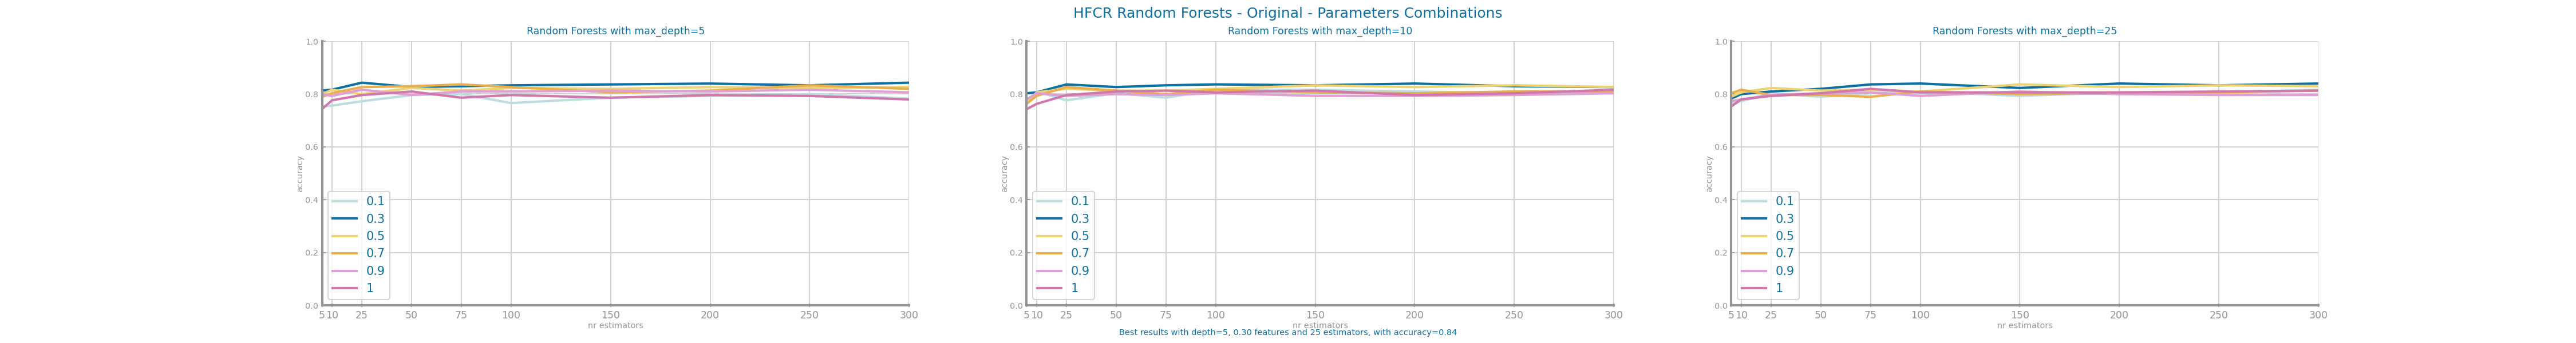 HFCR Random Forests - Original - Parameters Combinations
Random Forests with max_depth=5
1.0
0.8
0.6
0.4
0.2
0.0
accuracy
0.1
0.3
0.5
0.7
0.9
1
5 10 25 50 75 100 150 200 250 300
nr estimators
Random Forests with max_depth=10
1.0
0.8
0.6
0.4
0.2
0.0
accuracy
0.1
0.3
0.5
0.7
0.9
1
5 10 25 50 75 100 150 200 250 300
nr estimators
Best results with depth=5, 0.30 features and 25 estimators, with accuracy=0.84
Random Forests with max_depth=25
1.0
0.8
0.6
0.4
0.2
0.0
accuracy
0.1
0.3
0.5
0.7
0.9
1
5 10 25 50 75 100 150 200 250 300
nr estimators